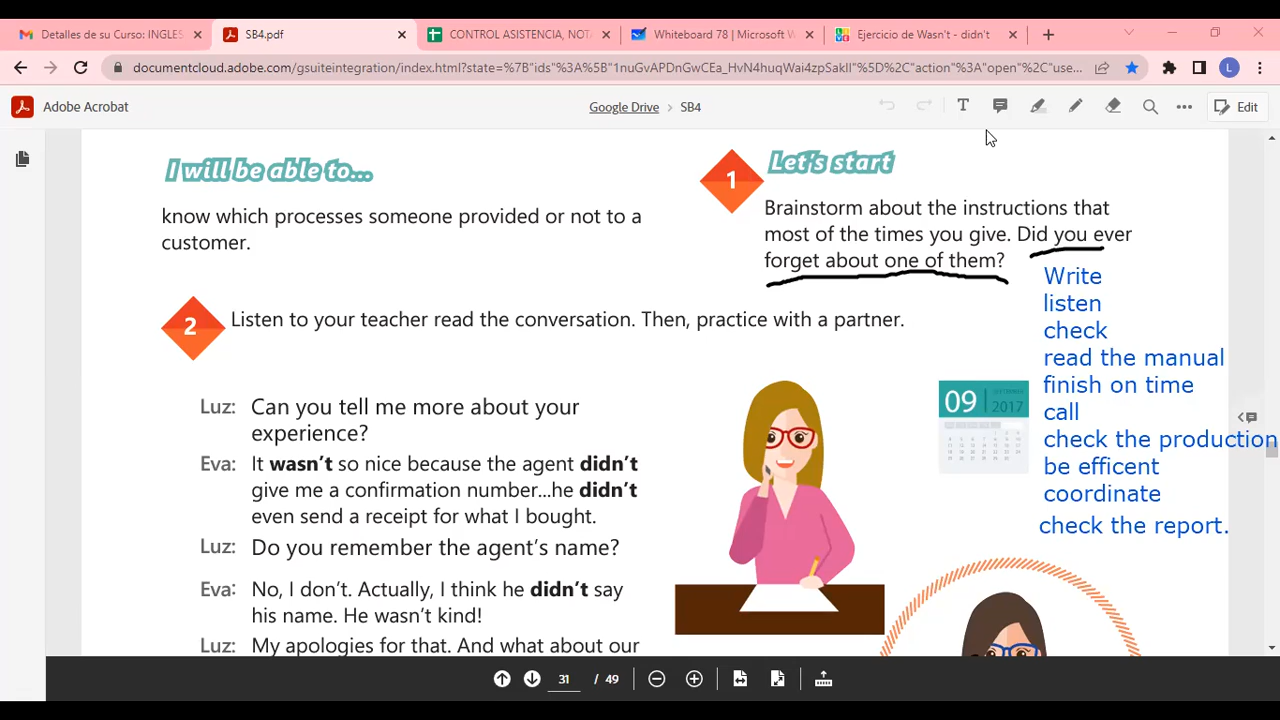 Detalles de su Curso: INGLES
SB4.pdf
CONTROL ASISTENCIA, NOTA
Whiteboard 78 | Microsoft W
Ejercicio de Wasn't - didn't
documentcloud.adobe.com/gsuiteintegration/index.html?state=%7B"ids"%3A%5B"1nuGvAPDnGwCEa_HvN4huqWai4zpSakIl"%5D%2C"action"%3A"open"%2C"use...
L
Adobe Acrobat
Google Drive
SB4
T
Edit
I will be able to...
know which processes someone provided or not to a
customer.
1
Let's start
Brainstorm about the instructions that
most of the times you give. Did you ever
forget about one of them?
Write
listen
check
read the manual
finish on time
call
check the production
be efficent
coordinate
check the report.
2
Listen to your teacher read the conversation. Then, practice with a partner.
Luz: Can you tell me more about your
experience?
Eva: It wasn't so nice because the agent didn't
give me a confirmation number...he didn't
even send a receipt for what I bought.
Luz: Do you remember the agent's name?
Eva: No, I don't. Actually, I think he didn't say
his name. He wasn't kind!
Luz: My apologies for that. And what about our
09
2017
31 / 49